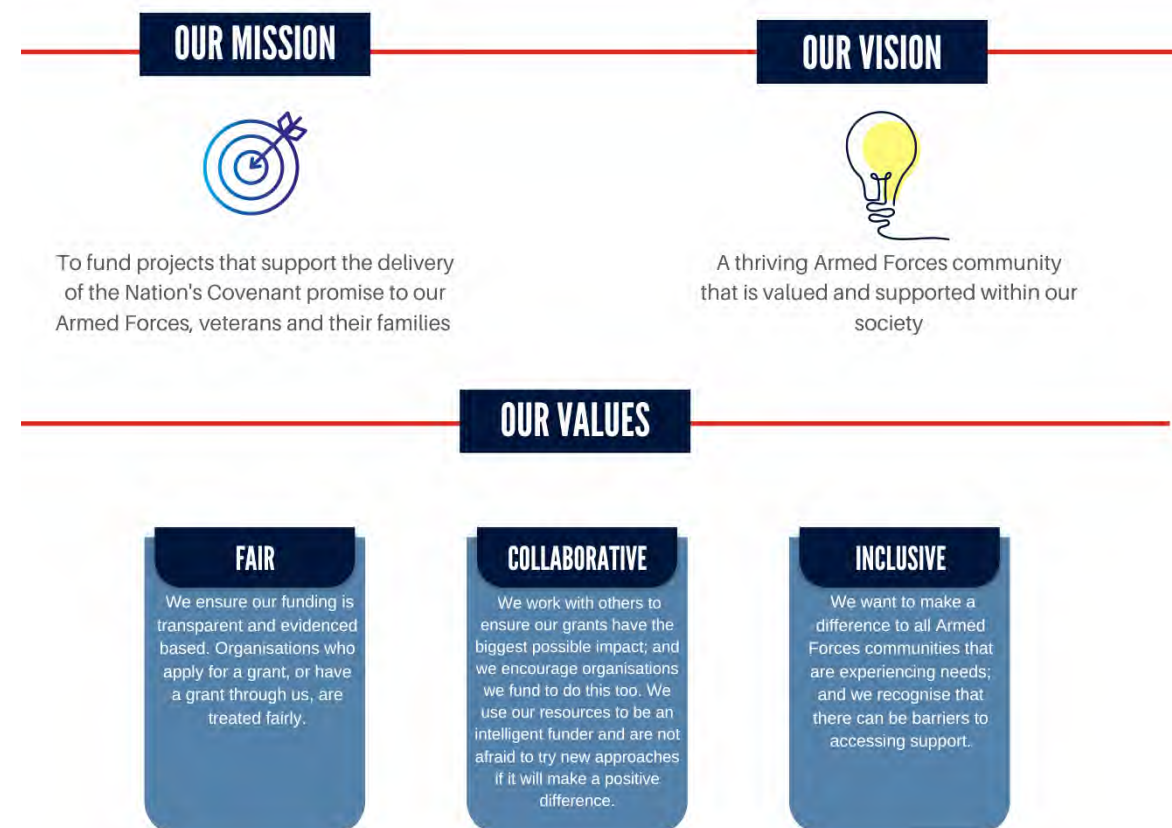 OUR MISSION
To fund projects that support the delivery
of the Nation's Covenant promise to our
Armed Forces, veterans and their families
OUR VISION
A thriving Armed Forces community
that is valued and supported within our
society
OUR VALUES
FAIR
We ensure our funding is
transparent and evidenced
based. Organisations who
apply for a grant, or have
a grant through us, are
treated fairly.
COLLABORATIVE
We work with others to
ensure our grants have the
biggest possible impact; and
we encourage organisations
we fund to do this too. We
use our resources to be an
intelligent funder and are not
afraid to try new approaches
if it will make a positive
difference.
INCLUSIVE
We want to make a
difference to all Armed
Forces communities that
are experiencing needs;
and we recognise that
there can be barriers to
accessing support.